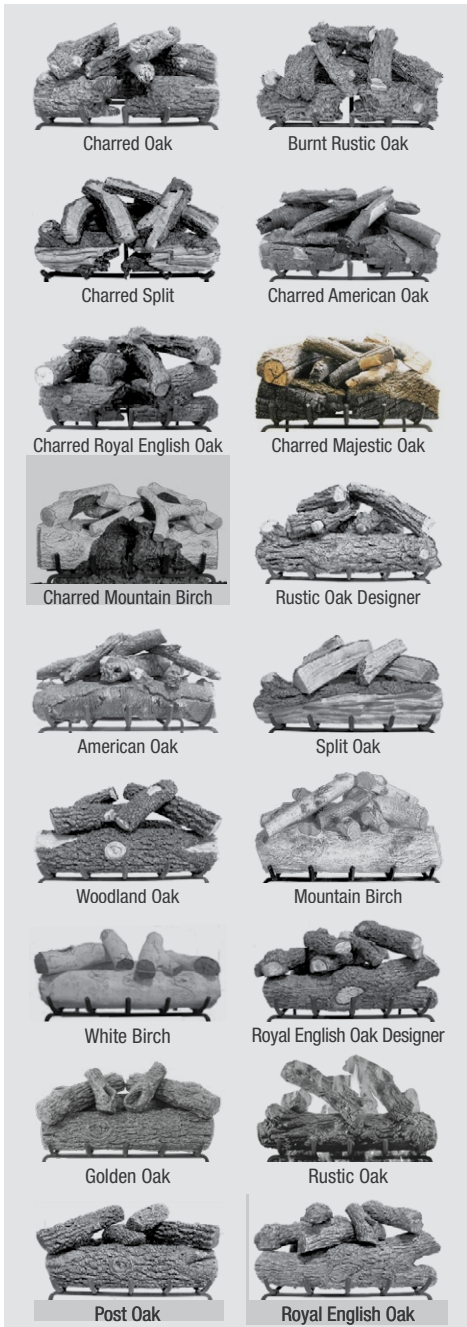 Charred Oak
Burnt Rustic Oak
Charred Split
Charred American Oak
Charred Royal English Oak
Charred Majestic Oak
Charred Mountain Birch
Rustic Oak Designer
American Oak
Split Oak
Woodland Oak
Mountain Birch
White Birch
Royal English Oak Designer
Golden Oak
Rustic Oak
Post Oak
Royal English Oak